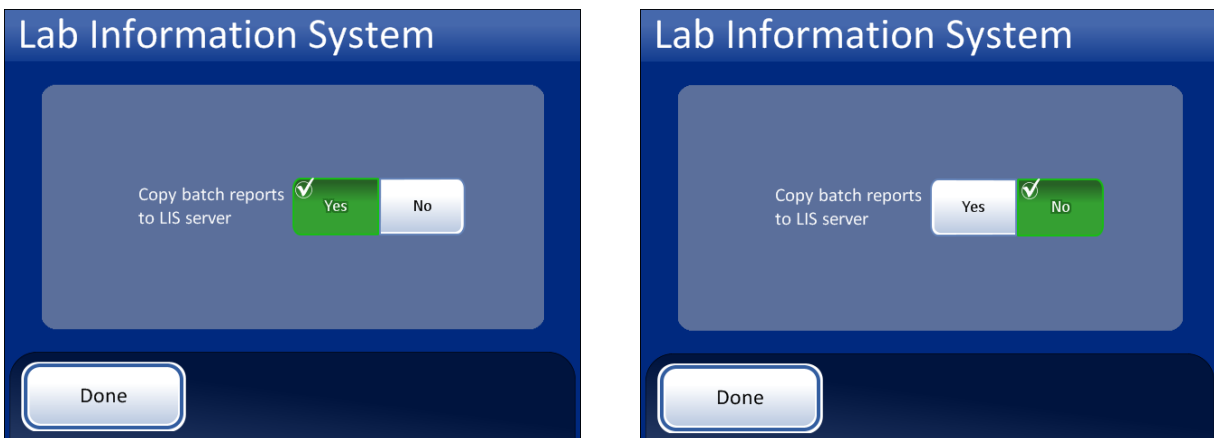 Lab Information System
Copy batch reports
to LIS server
Yes
No
Done
Lab Information System
Copy batch reports
to LIS server
Yes
No
Done